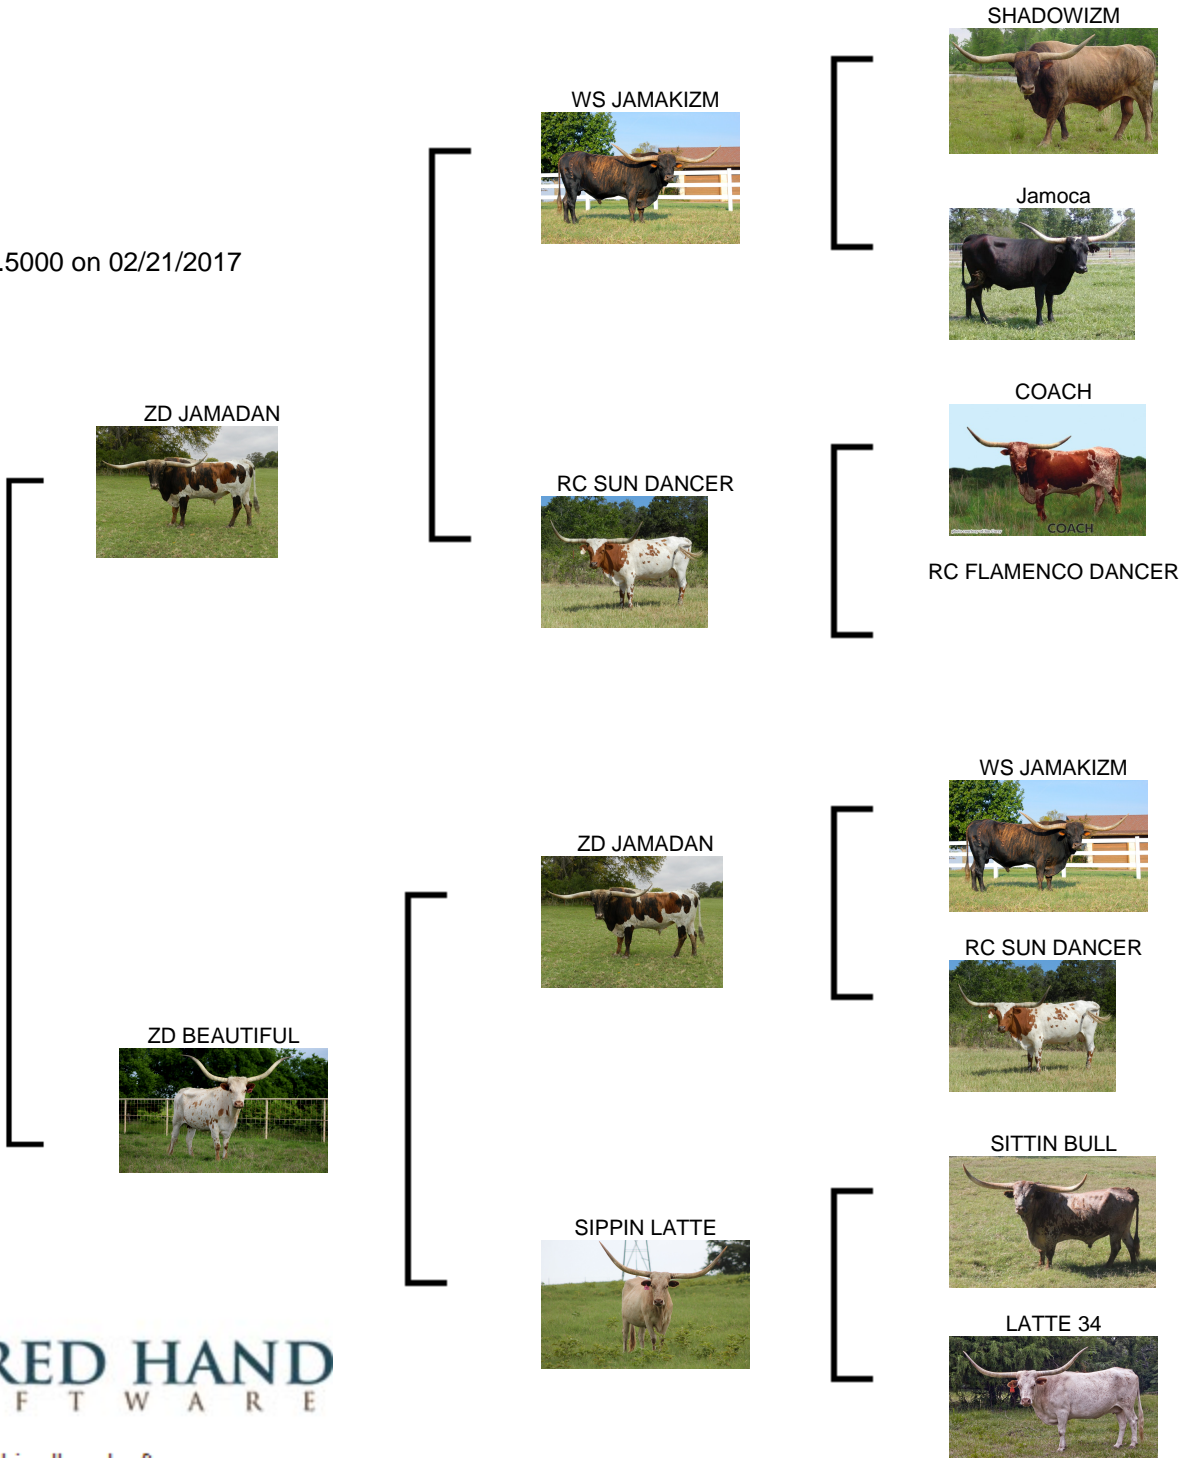 SHADOWIZM
WS JAMAKIZM
Jamoca
.5000 on 02/21/2017
COACH
COACH
ZD JAMADAN
RC SUN DANCER
RC FLAMENCO DANCER
WS JAMAKIZM
ZD JAMADAN
RC SUN DANCER
ZD BEAUTIFUL
SITTIN BULL
SIPPIN LATTE
LATTE 34
RED HAND
F T W A R E